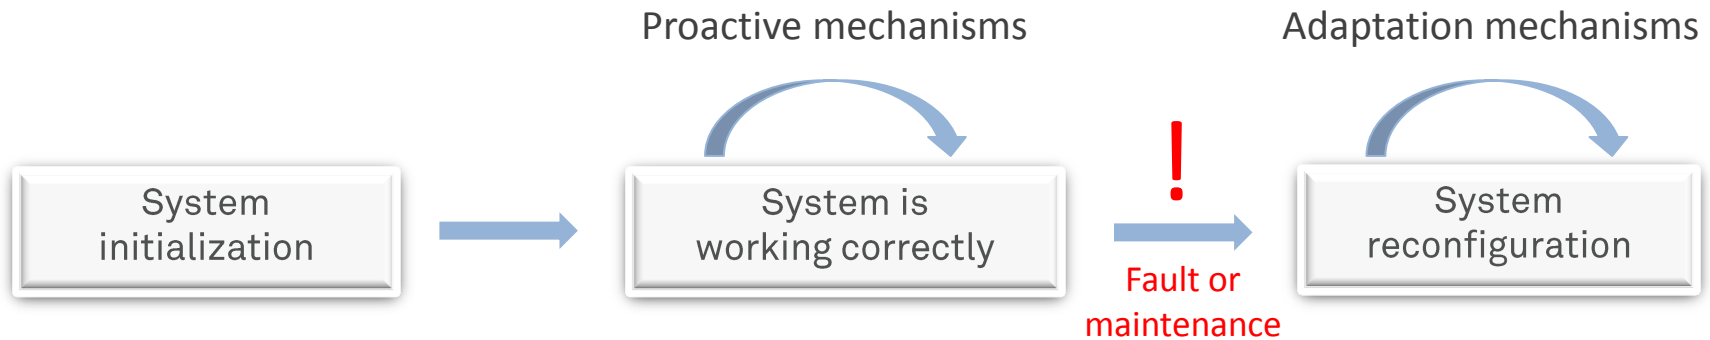 Proactive mechanisms
Adaptation mechanisms
System
initialization
System is
working correctly
!
Fault or
maintenance
System
reconfiguration